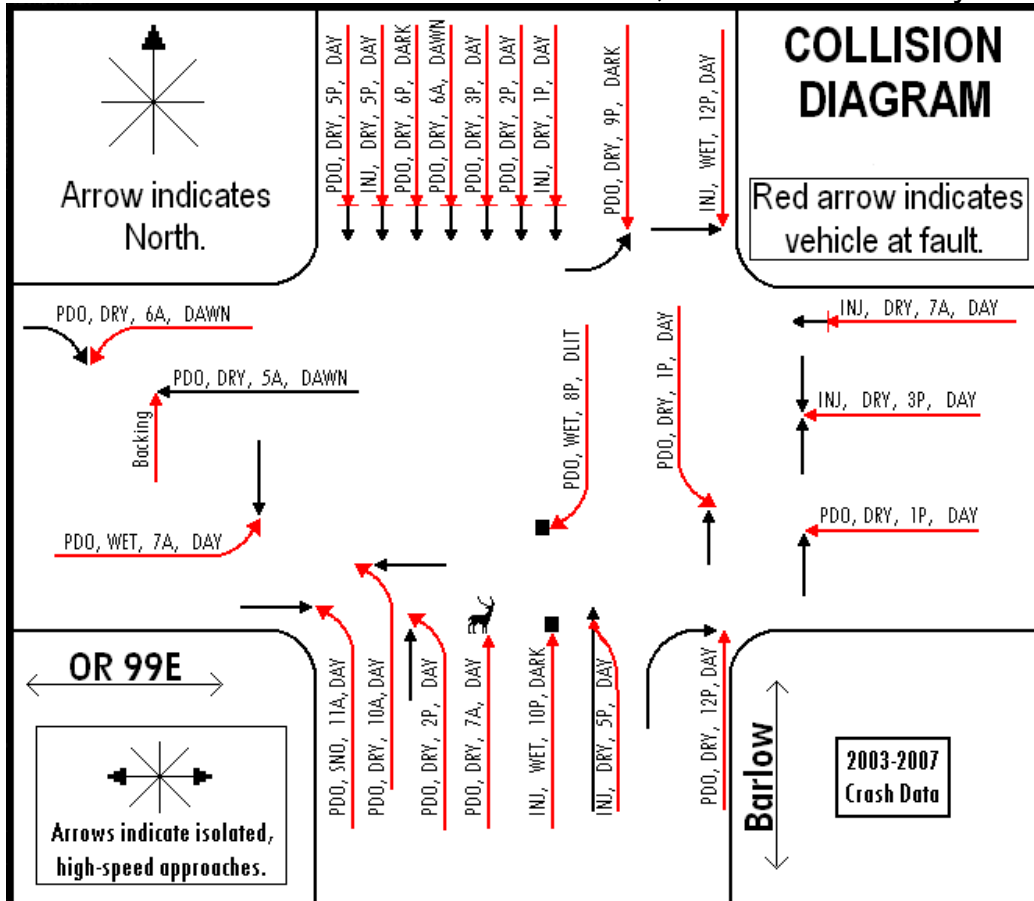 COLLISION
DIAGRAM
Arrow indicates
North.
Red arrow indicates
vehicle at fault.
PDO, DRY, 5P, DAY
INJ, DRY, 5P, DAY
PDO, DRY, 6P, DARK
PDO, DRY, 6A, DAWN
PDO, DRY, 3P, DAY
PDO, DRY, 2P, DAY
INJ, DRY, 1P, DAY
PDO, DRY, 9P, DARK
INJ, WET, 12P, DAY
PDO, DRY, 6A, DAWN
PDO, DRY, 5A, DAWN
Backing
PDO, WET, 7A, DAY
PDO, WET, 8P, DLIT
PDO, DRY, 1P, DAY
INJ, DRY, 7A, DAY
INJ, DRY, 3P, DAY
PDO, DRY, 1P, DAY
PDO, SNO, 11A, DAY
PDO, DRY, 10A, DAY
PDO, DRY, 2P, DAY
PDO, DRY, 7A, DAY
INJ, WET, 10P, DARK
INJ, DRY, 5P, DAY
PDO, DRY, 12P, DAY
OR 99E
Arrows indicate isolated,
high-speed approaches.
Barlow
2003-2007
Crash Data